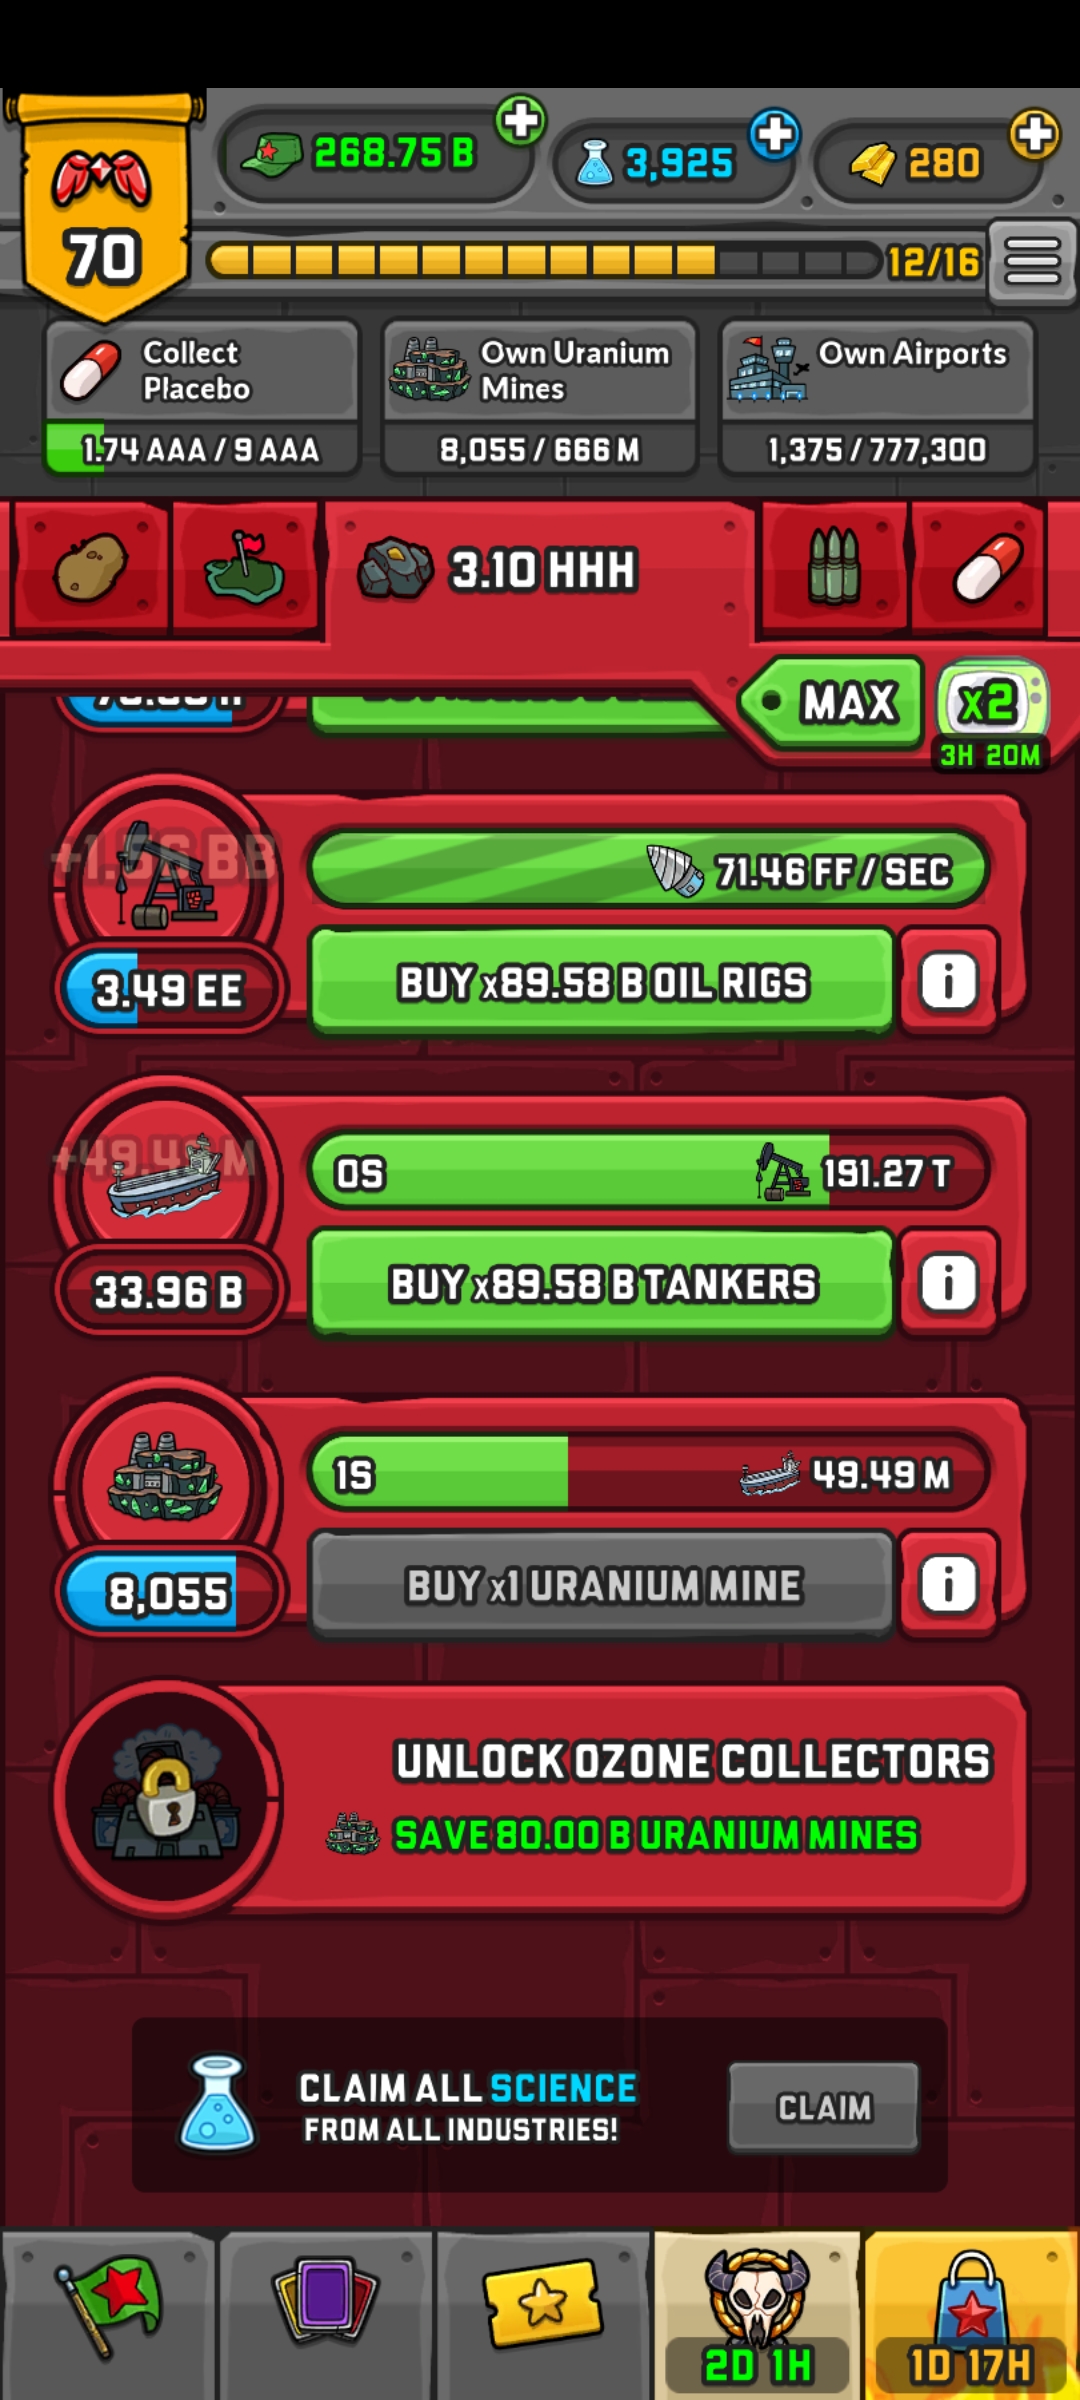 268.75 B
3,925
280
70
12/16
Collect
Placebo
1.74 AAA / 9 AAA
Own Uranium
Mines
8,055 / 666 M
Own Airports
1,375 / 777,300
3.10 HHH
MAX
x2
3H 20M
71.46 FF / SEC
3.49 EE
BUY x89.58 B OIL RIGS
i
+49.49 M
0S
191.27 T
33.96 B
BUY x89.58 B TANKERS
i
1S
49.49 M
8,055
BUY x1 URANIUM MINE
i
UNLOCK OZONE COLLECTORS
SAVE 80.00 B URANIUM MINES
CLAIM ALL SCIENCE
FROM ALL INDUSTRIES!
CLAIM
2D 1H
1D 17H